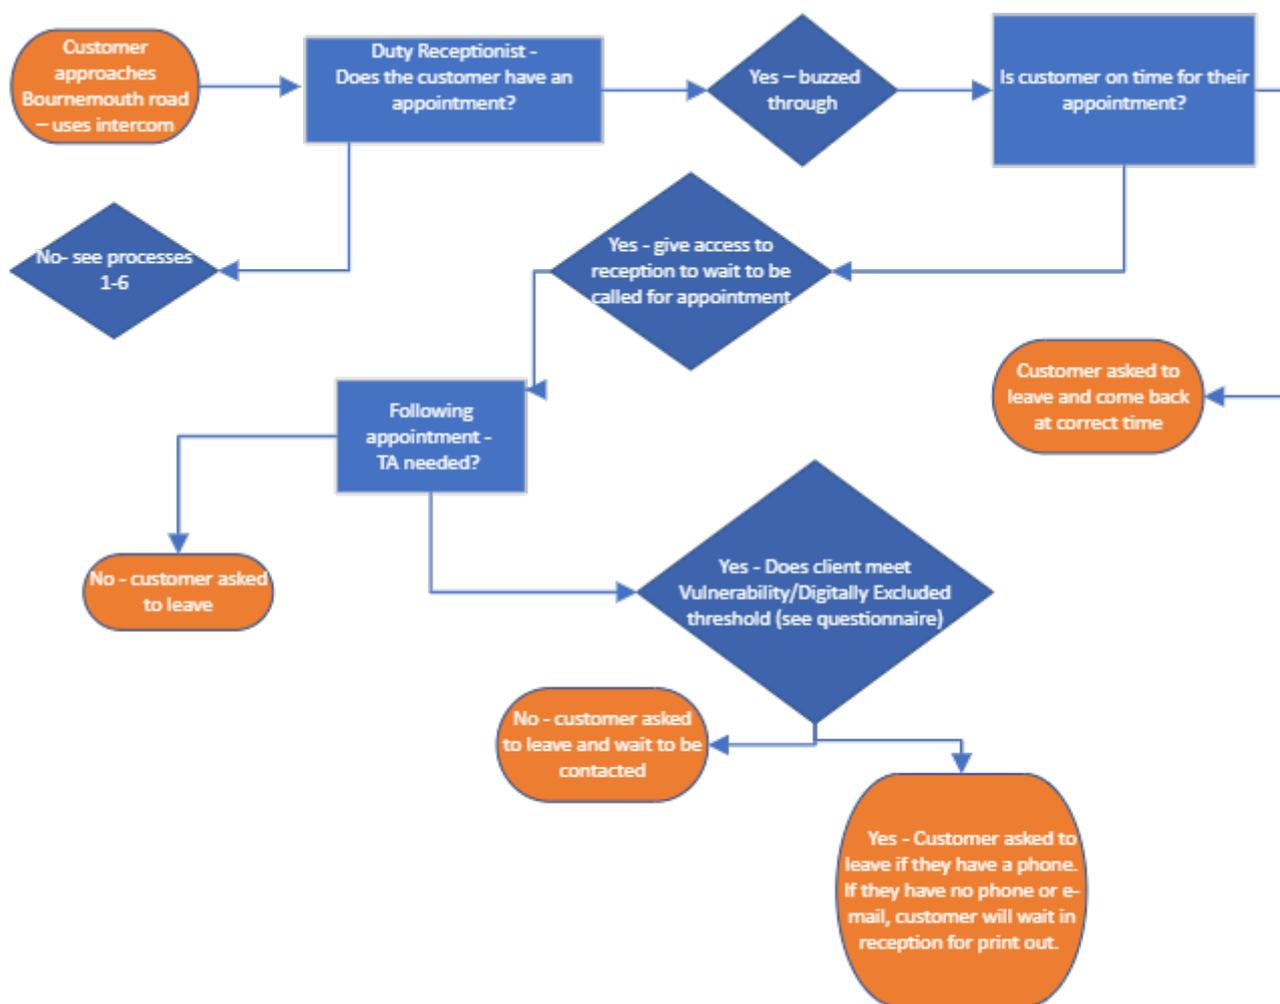 Customer
approaches
Bournemouth road
– uses intercom
Duty Receptionist -
Does the customer have an
appointment?
Yes – buzzed
through
Is customer on time for their
appointment?
No- see processes
1-6
Yes - give access to
reception to wait to be
called for appointment
Customer asked to
leave and come back
at correct time
Following
appointment -
TA needed?
No - customer asked
to leave
Yes - Does client meet
Vulnerability/Digitally Excluded
threshold (see questionnaire)
No - customer asked
to leave and wait to be
contacted
Yes - Customer asked to
leave if they have a phone.
If they have no phone or e-
mail, customer will wait in
reception for print out.